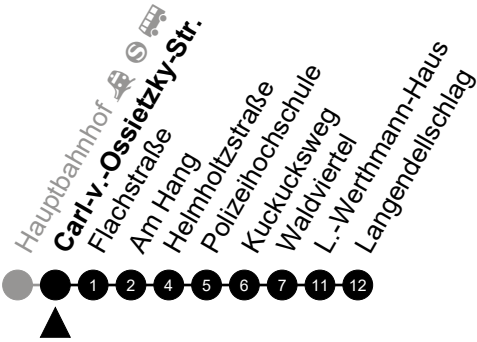 Hauptbahnhof S
Carl-v.-Ossietzky-Str.
Flachstraße
Am Hang
Helmholtzstraße
Polizeihochschule
Kuckucksweg
Waldviertel
L.-Werthmann-Haus
Langendellschlag
1 2 4 5 6 7 11 12